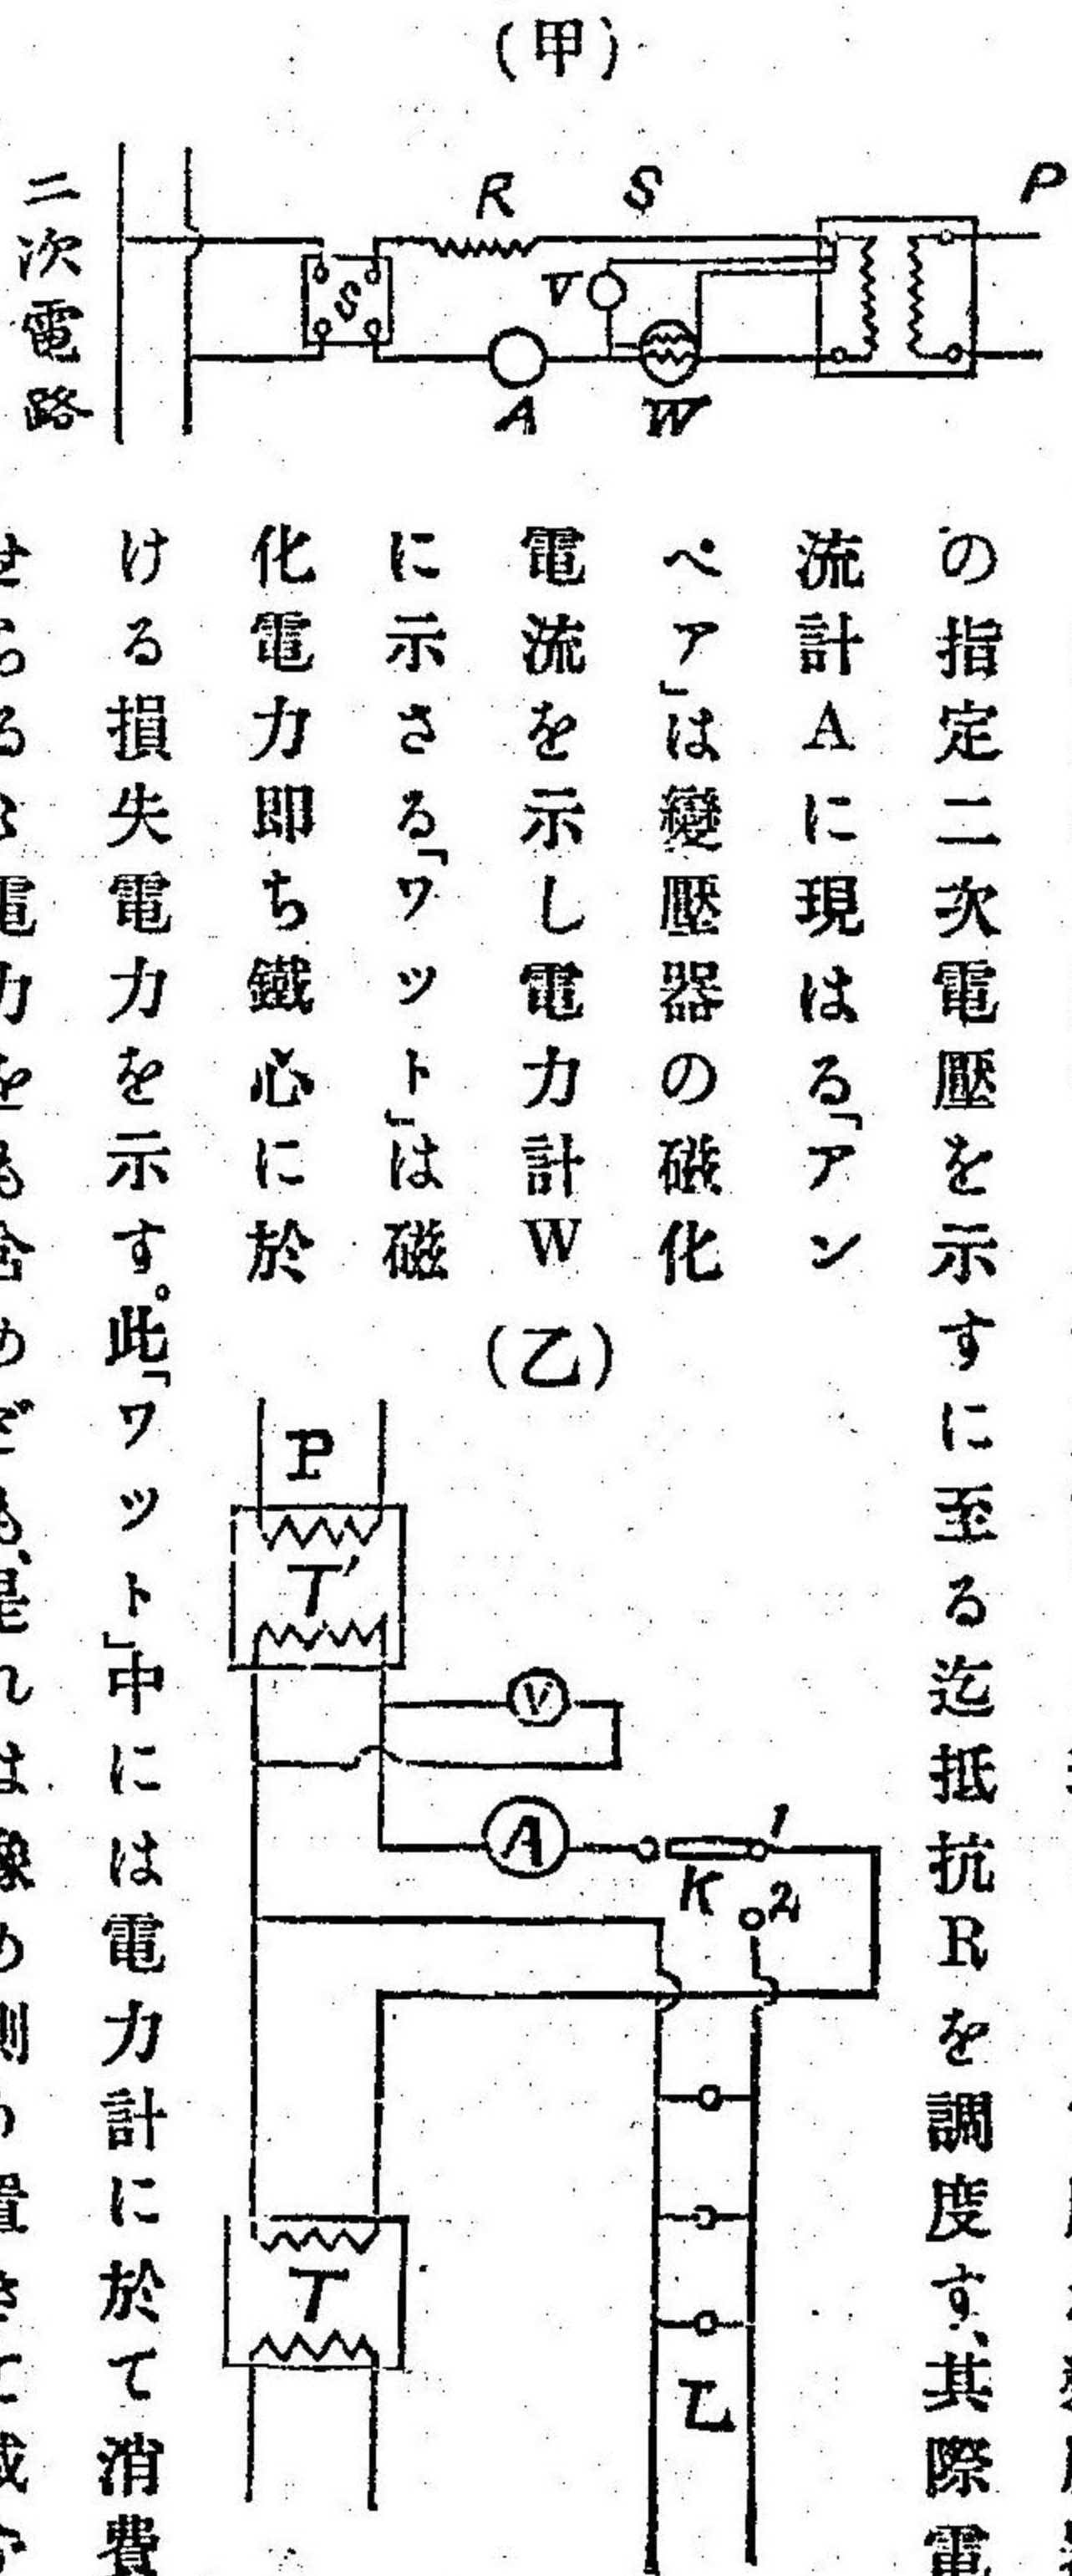 (甲)
二次電路
R
S
P
S
V
A
W
の指定二次電壓を示すに至る迄抵抗Rを調度す、其際電
流計Aに現はる「アン
ペア」は變壓器の磁化
電流を示し電力計W
に示さる「ワット」は磁
化電力即ち鐵心に於
ける損失電力を示す。此「ワット」中には電力計に於て消費
(乙)
P
T′
V
A
1
K
2
T
L